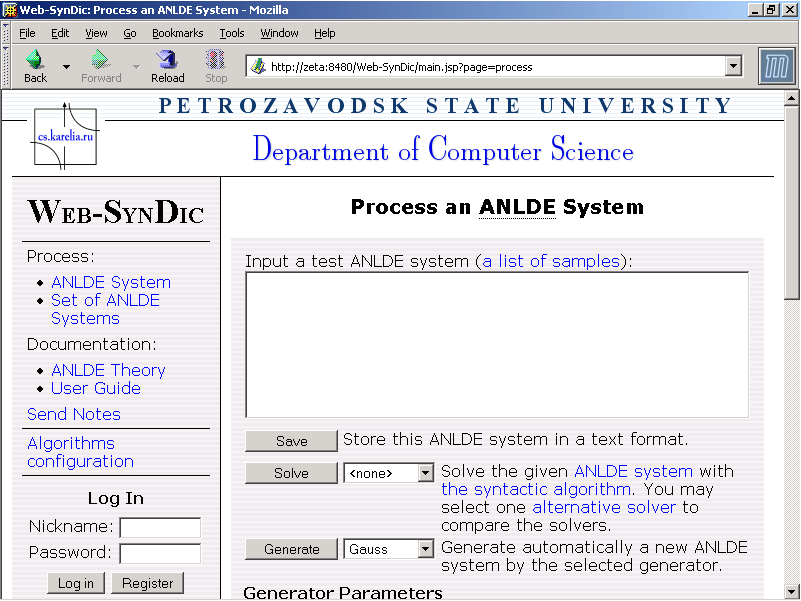 Web-SynDic: Process an ANLDE System - Mozilla
File Edit View Go Bookmarks Tools Window Help
Back Forward Reload Stop http://zeta:8480/Web-SynDic/main.jsp?page=process
PETROZAVODSK STATE UNIVERSITY
cs.karelia.ru
Department of Computer Science
WEB-SYNDIC
Process:
ANLDE System
Set of ANLDE
Systems
Documentation:
ANLDE Theory
User Guide
Send Notes
Algorithms
configuration
Log In
Nickname:
Password:
Log in Register
Process an ANLDE System
Input a test ANLDE system (a list of samples):
Save Store this ANLDE system in a text format.
Solve <none> Solve the given ANLDE system with
the syntactic algorithm. You may
select one alternative solver to
compare the solvers.
Generate Gauss Generate automatically a new ANLDE
system by the selected generator.
Generator Parameters